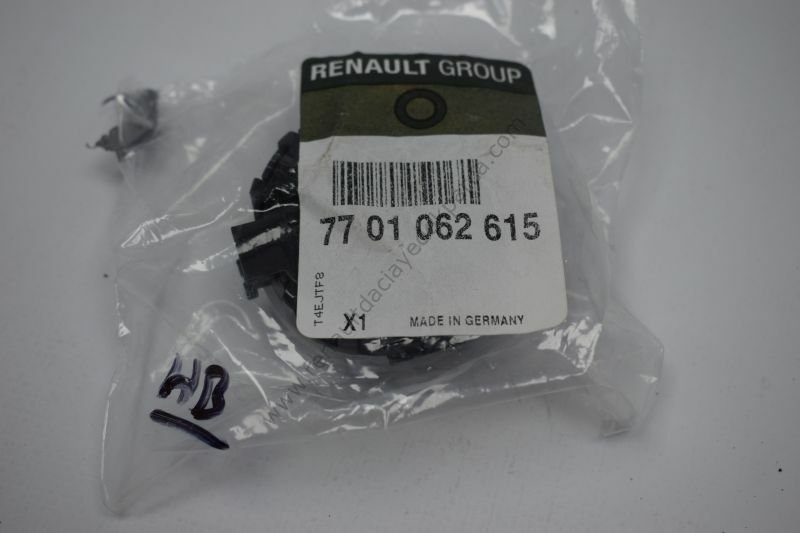 RENAULT GROUP
77 01 062 615
T4EJTF8
X1 MADE IN GERMANY